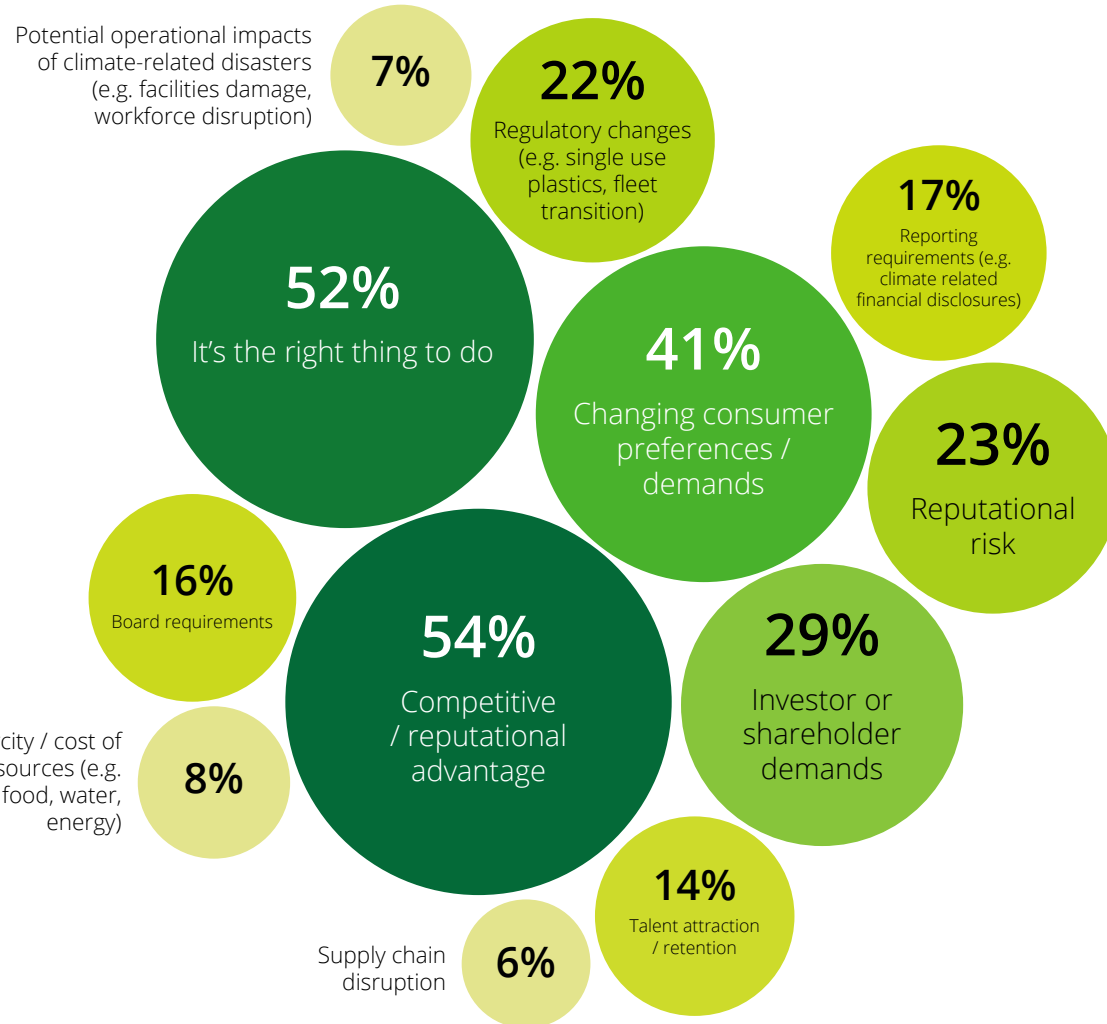 Potential operational impacts
of climate-related disasters
(e.g. facilities damage,
workforce disruption)
7%
22%
Regulatory changes
(e.g. single use
plastics, fleet
transition)
17%
Reporting
requirements (e.g.
climate related
financial disclosures)
52%
It’s the right thing to do
41%
Changing consumer
preferences /
demands
23%
Reputational
risk
16%
Board requirements
54%
Competitive
/ reputational
advantage
29%
Investor or
shareholder
demands
/ cost of
(e.g.
food, water,
energy)
8%
14%
Talent attraction
/ retention
Supply chain
disruption
6%